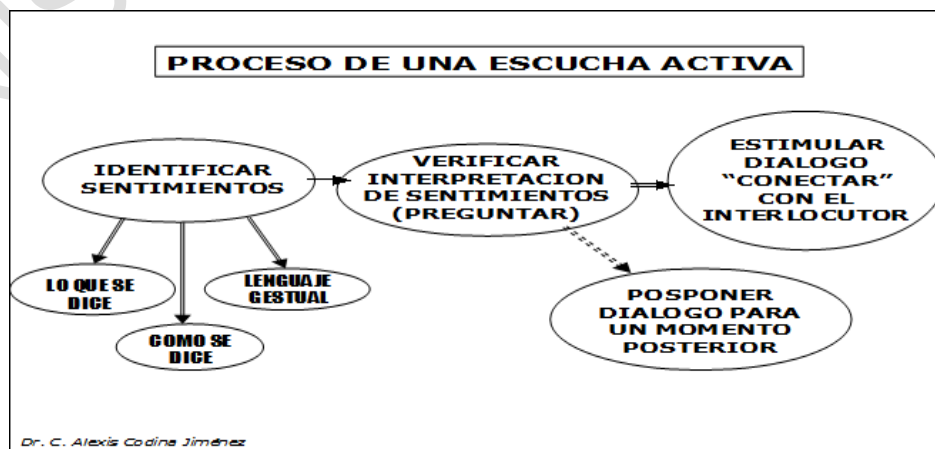 PROCESO DE UNA ESCUCHA ACTIVA
IDENTIFICAR
SENTIMIENTOS
VERIFICAR
INTERPRETACION
DE SENTIMIENTOS
(PREGUNTAR)
ESTIMULAR
DIALOGO
“CONECTAR”
CON EL
INTERLOCUTOR
LO QUE SE
DICE
COMO SE
DICE
LENGUAJE
GESTUAL
POSPONER
DIALOGO PARA
UN MOMENTO
POSTERIOR
Dr. C. Alexis Codina Jiménez